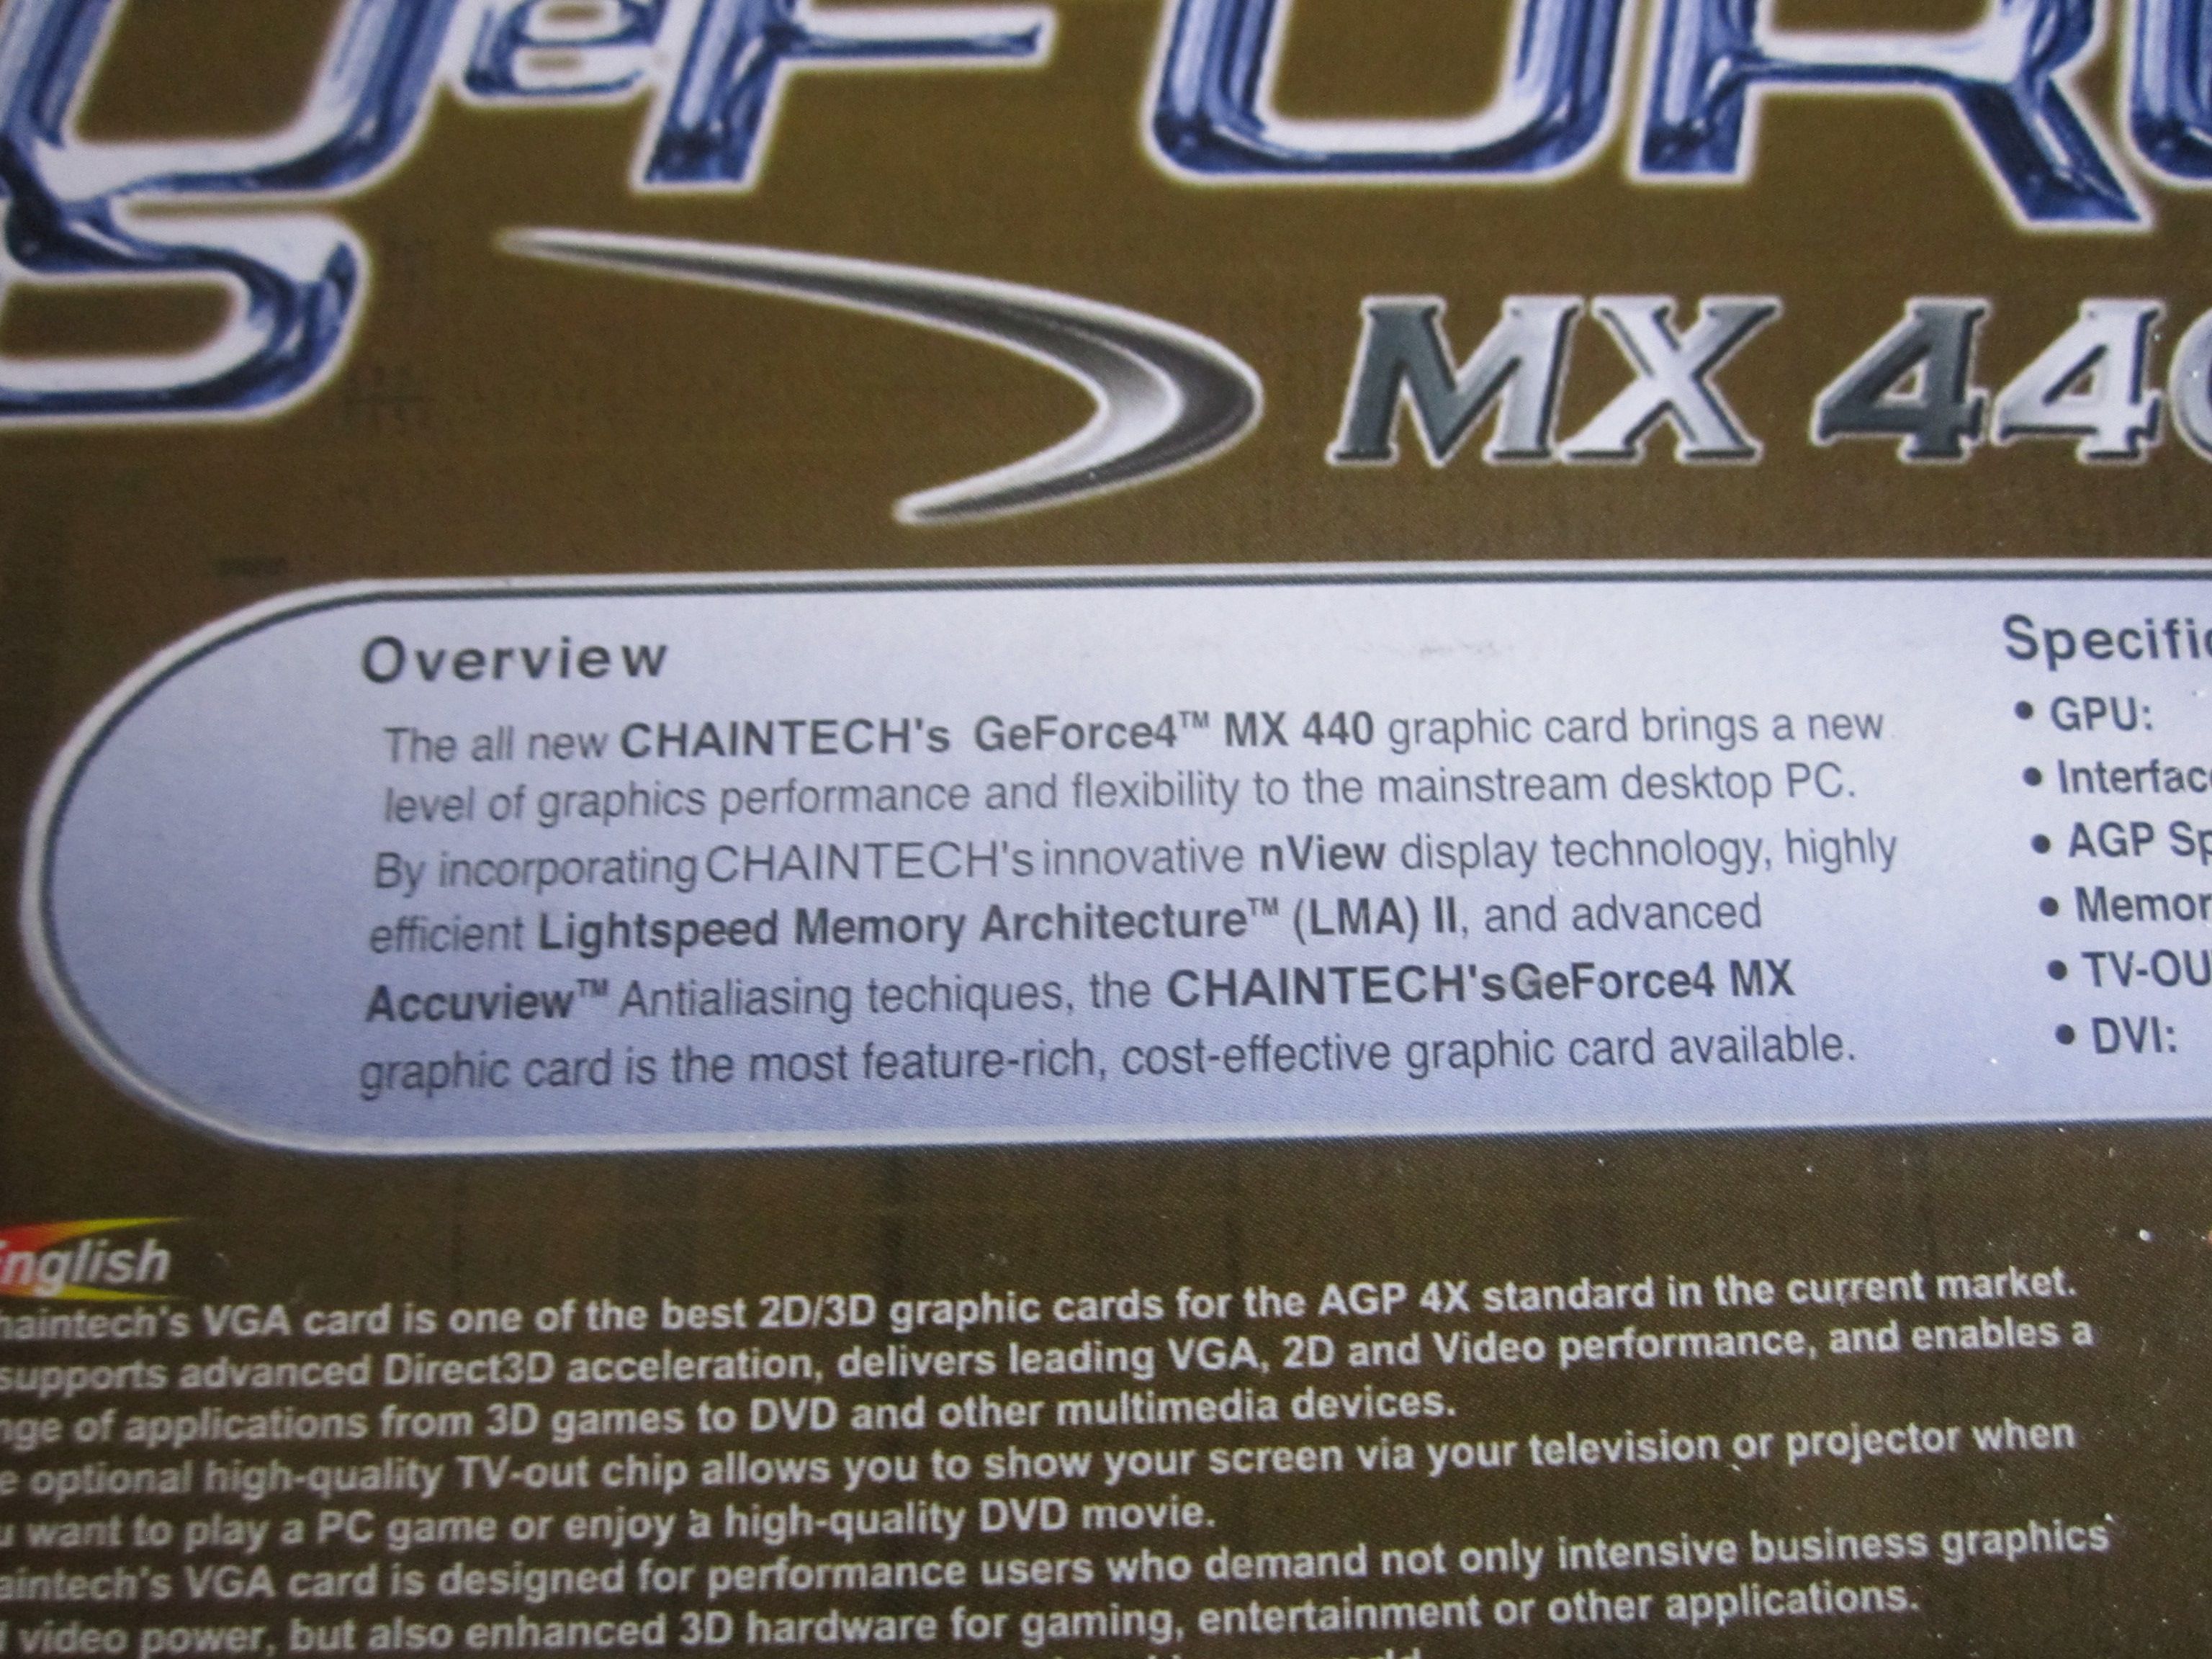 GeFORC
MX 440
Overview
The all new CHAINTECH's GeForce4™ MX 440 graphic card brings a new
level of graphics performance and flexibility to the mainstream desktop PC.
By incorporating CHAINTECH's innovative nView display technology, highly
efficient Lightspeed Memory Architecture™ (LMA) II, and advanced
Accuview™ Antialiasing techiques, the CHAINTECH'sGeForce4 MX
graphic card is the most feature-rich, cost-effective graphic card available.
Specific
• GPU:
• Interface
• AGP Sp
• Memor
• TV-OU
• DVI:
English
haintech's VGA card is one of the best 2D/3D graphic cards for the AGP 4X standard in the current market.
supports advanced Direct3D acceleration, delivers leading VGA, 2D and Video performance, and enables a
nge of applications from 3D games to DVD and other multimedia devices.
e optional high-quality TV-out chip allows you to show your screen via your television or projector when
u want to play a PC game or enjoy a high-quality DVD movie.
aintech's VGA card is designed for performance users who demand not only intensive business graphics
d video power, but also enhanced 3D hardware for gaming, entertainment or other applications.